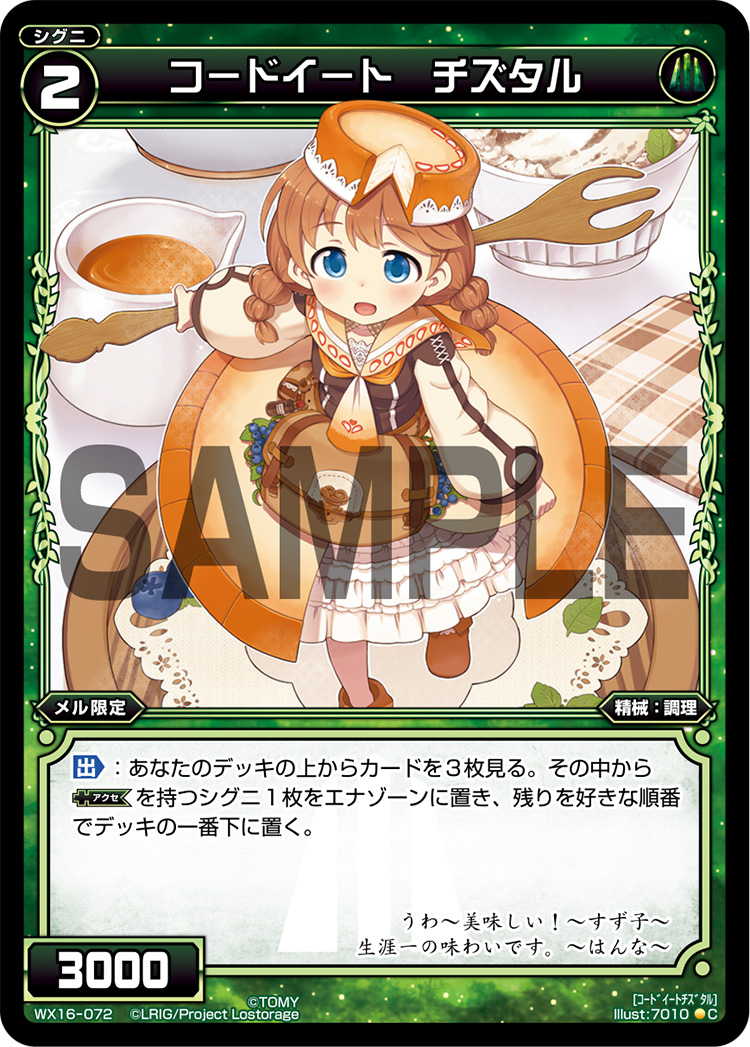 シグニ
2
コードイート　チズタル
SAMPLE
メル限定
精械：調理
出：あなたのデッキの上からカードを３枚見る。その中から
アクセを持つシグニ１枚をエナゾーンに置き、残りを好きな順番
でデッキの一番下に置く。
うわ～美味しい！～すず子～
生涯一の味わいです。～はんな～
3000
©TOMY
[ｺｰﾄﾞｲｰﾄﾁｽﾞﾀﾙ]
WX16-072 ©LRIG/Project Lostorage
Illust:7010 C